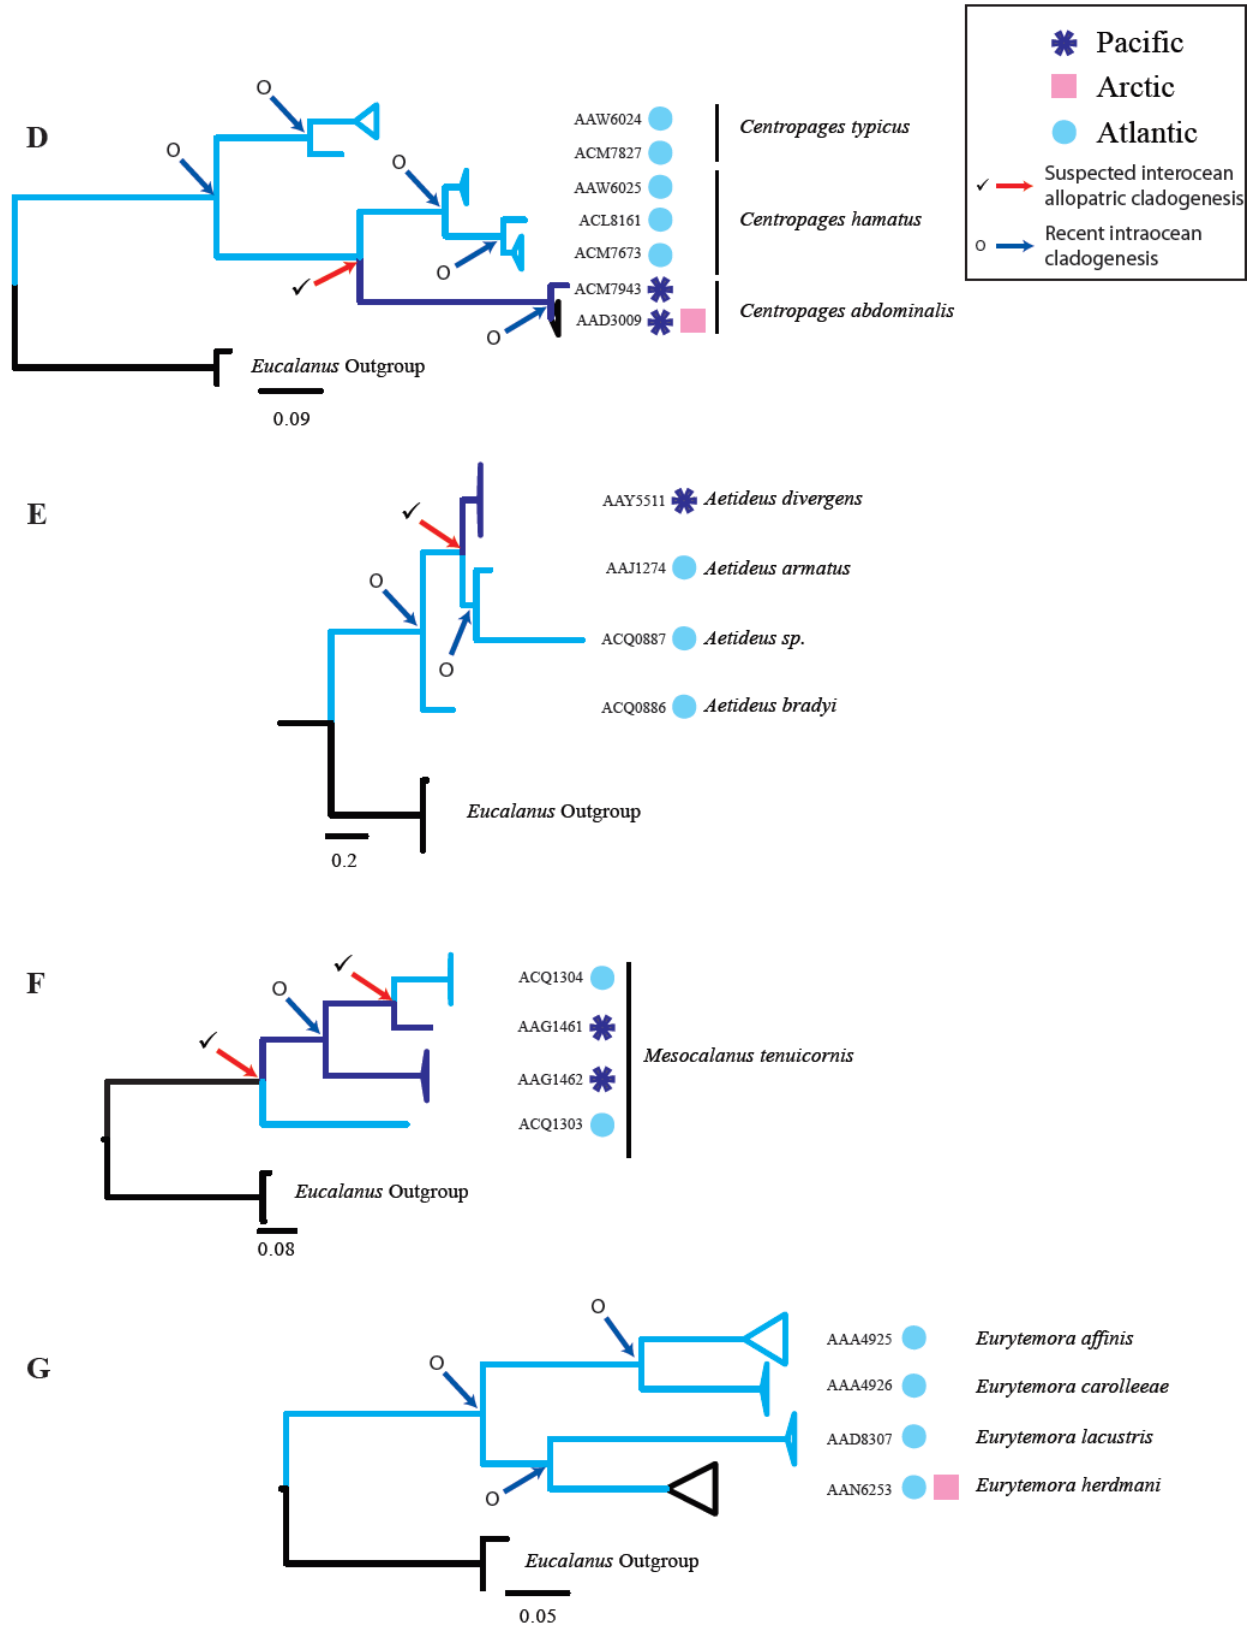 Pacific
Arctic
Atlantic
✓ Suspected interocean
allopatric cladogenesis
O Recent intraocean
cladogenesis
D
O
O
O
O
✓
O
AAW6024
ACM7827
AAW6025
ACL8161
ACM7673
ACM7943
AAD3009
Centropages typicus
Centropages hamatus
Centropages abdominalis
Eucalanus Outgroup
0.09
E
✓
O
O
AAY5511 Aetideus divergens
AAJ1274 Aetideus armatus
ACQ0887 Aetideus sp.
ACQ0886 Aetideus bradyi
Eucalanus Outgroup
0.2
F
✓
O
✓
ACQ1304
AAG1461
AAG1462
ACQ1303
Mesocalanus tenuicornis
Eucalanus Outgroup
0.08
G
O
O
O
AAA4925 Eurytemora affinis
AAA4926 Eurytemora carolleeae
AAD8307 Eurytemora lacustris
AAN6253 Eurytemora herdmani
Eucalanus Outgroup
0.05